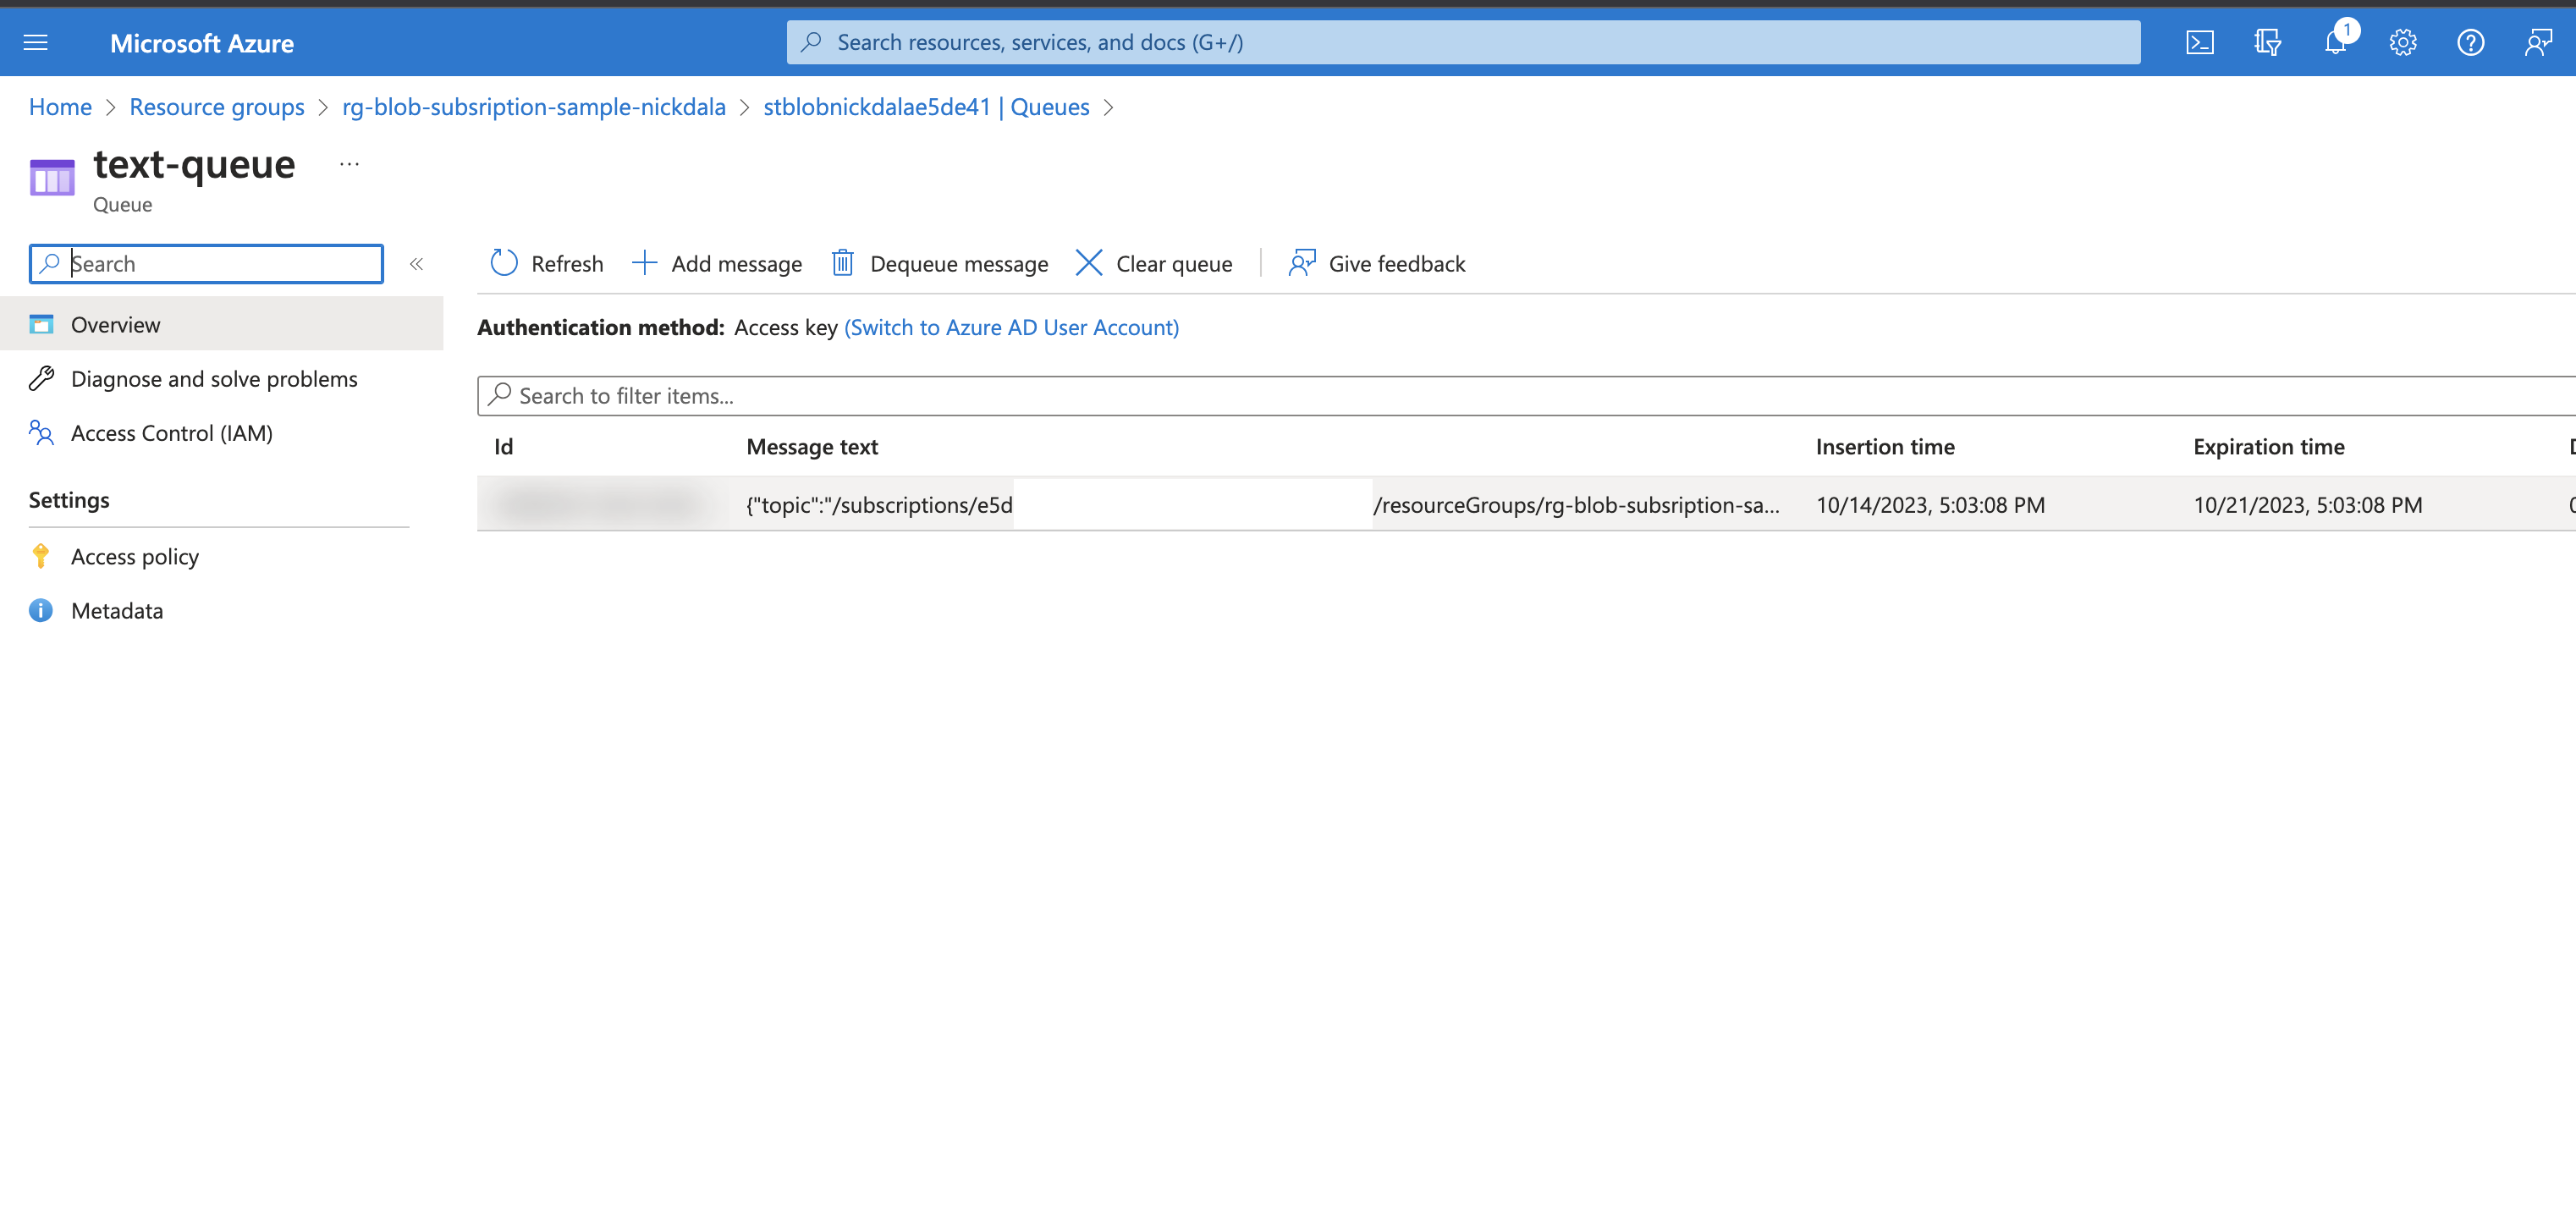 Microsoft Azure
Search resources, services, and docs (G+/)
1
Home > Resource groups > rg-blob-subsription-sample-nickdala > stblobnickdalae5de41 | Queues >
text-queue ...
Queue
Search «
Refresh Add message Dequeue message Clear queue Give feedback
Overview
Authentication method: Access key (Switch to Azure AD User Account)
Diagnose and solve problems
Search to filter items...
Access Control (IAM)
Id Message text Insertion time Expiration time
Settings
{"topic":"/subscriptions/e5d /resourceGroups/rg-blob-subsription-sa... 10/14/2023, 5:03:08 PM 10/21/2023, 5:03:08 PM
Access policy
Metadata